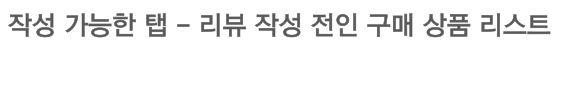 작성 가능한 탭 – 리뷰 작성 전인 구매 상품 리스트